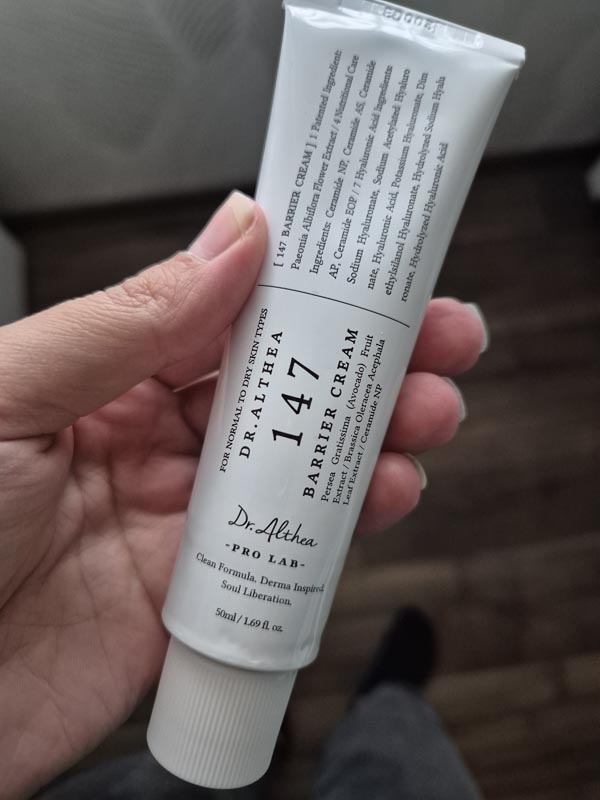 [ 147 BARRIER CREAM ] 1 Patented Ingredient:
Paeonia Albiflora Flower Extract / 4 Nutritional Care
Ingredients: Ceramide NP, Ceramide AS, Ceramide
AP, Ceramide EOP / 7 Hyaluronic Acid Ingredients:
Sodium Hyaluronate, Sodium Acetylated Hyaluro
nate, Hyaluronic Acid, Potassium Hyaluronate, Dim
ethylsilanol Hyaluronate, Hydrolyzed Sodium Hyalu
ronate, Hydrolyzed Hyaluronic Acid
FOR NORMAL TO DRY SKIN TYPES
DR. ALTHEA
147
BARRIER CREAM
Persea Gratissima (Avocado) Fruit
Extract / Brassica Oleracea Acephala
Leaf Extract / Ceramide NP
Dr. Althea
-PRO LAB-
Clean Formula, Derma Inspired,
Soul Liberation.
50ml / 1.69 fl. oz.